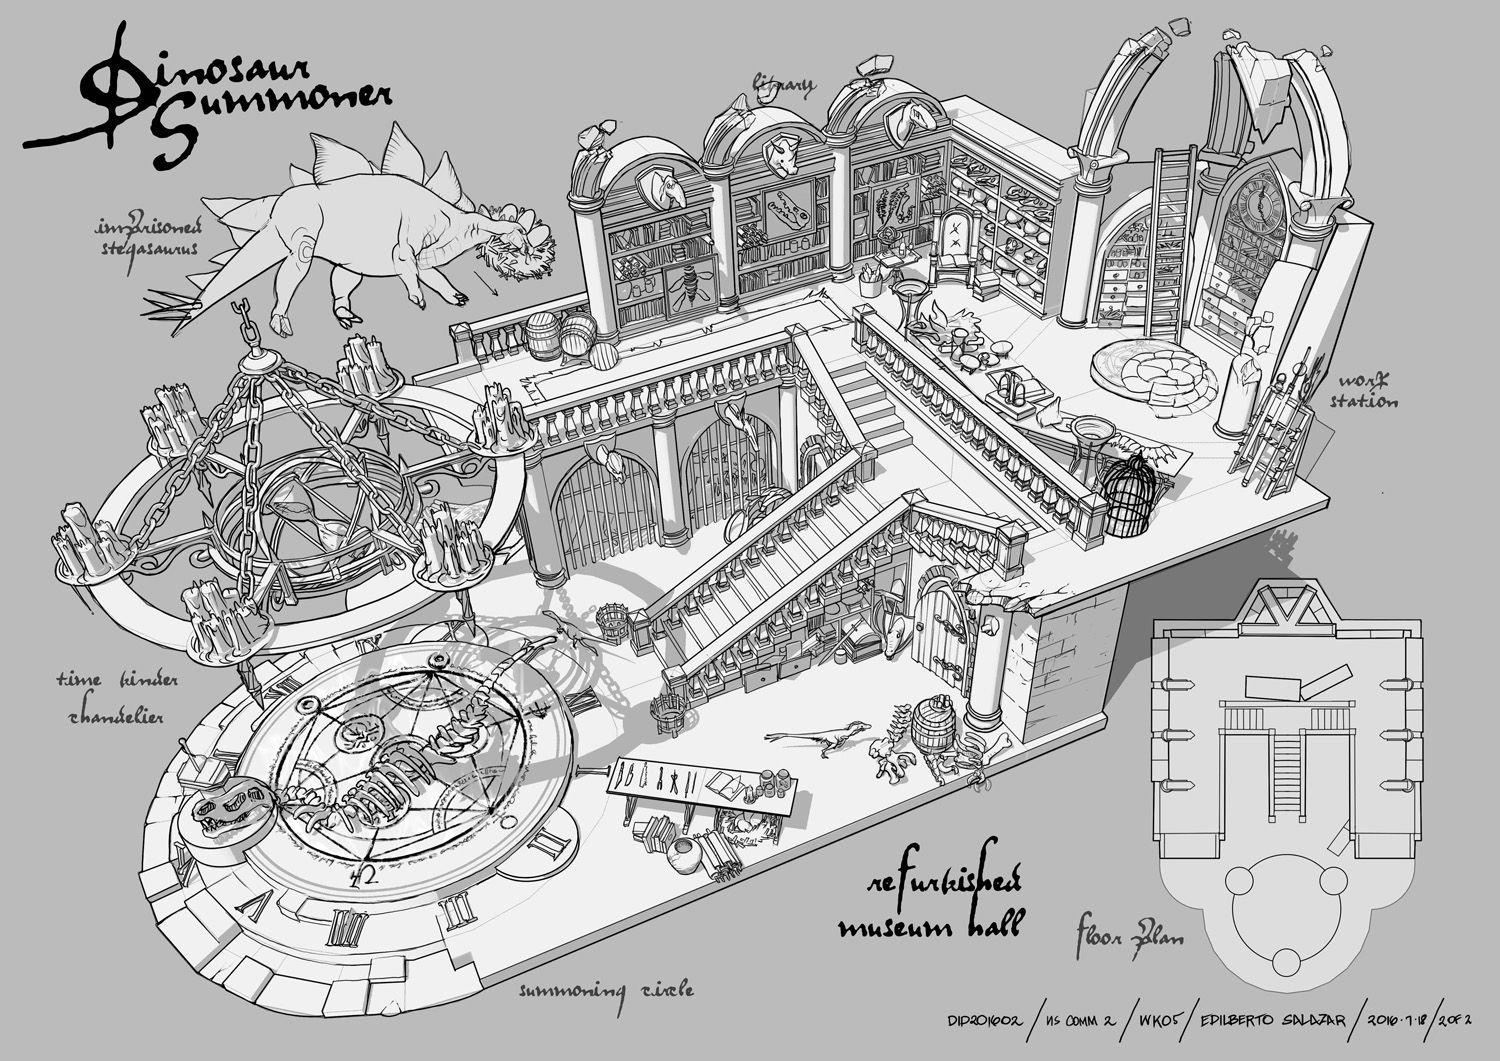 Dinosaur
Summoner
library
imprisoned
stegasaurus
work
station
time binder
chandelier
refurbished
museum hall
floor plan
summoning circle
DID201602 / VIS COMM 2 / WK05 / EDILBERTO SALAZAR / 2016.7.18 / 2 OF 2